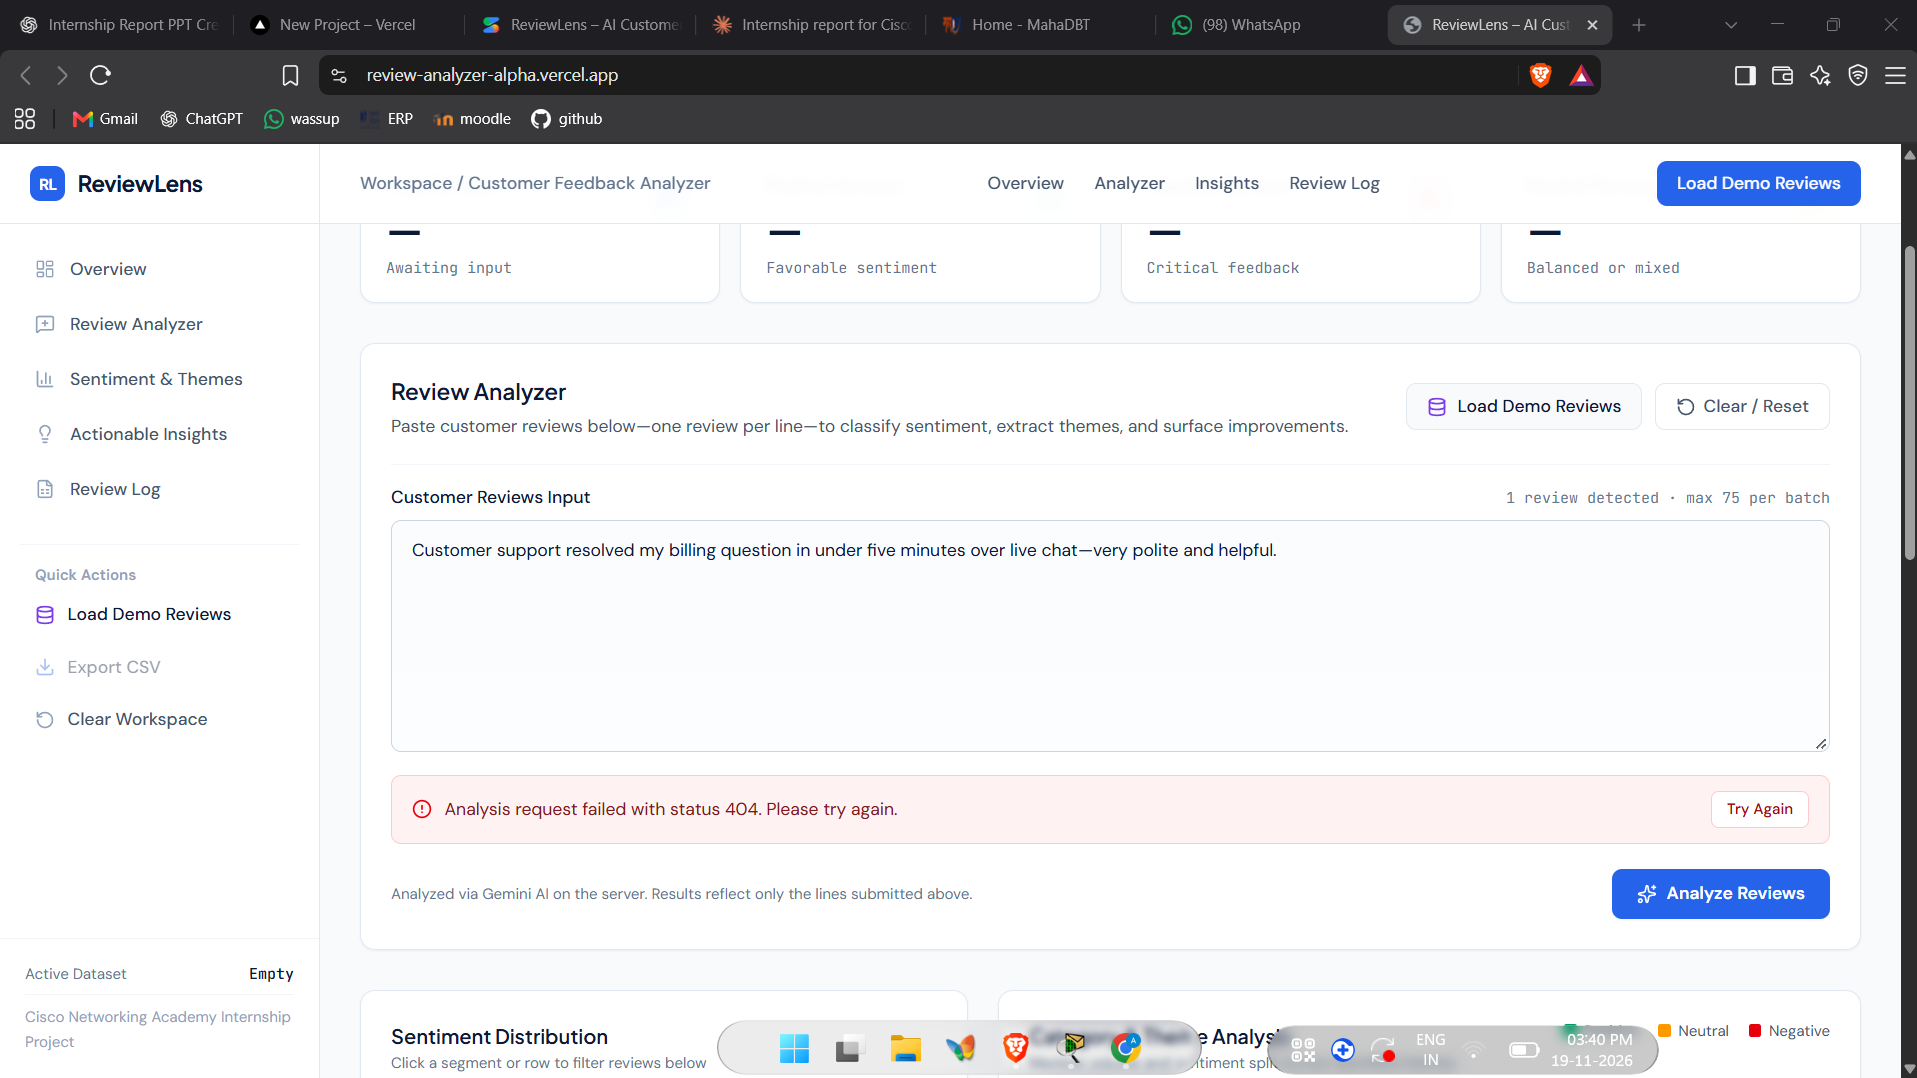 Internship Report PPT Cre
New Project – Vercel
ReviewLens – AI Custome
Internship report for Cisc
Home - MahaDBT
(98) WhatsApp
ReviewLens – AI Cust
review-analyzer-alpha.vercel.app
Gmail
ChatGPT
wassup
ERP
moodle
github
RL
ReviewLens
Workspace / Customer Feedback Analyzer
Overview
Analyzer
Insights
Review Log
Load Demo Reviews
Overview
Review Analyzer
Sentiment & Themes
Actionable Insights
Review Log
Quick Actions
Load Demo Reviews
Export CSV
Clear Workspace
Active Dataset
Empty
Cisco Networking Academy Internship
Project
Awaiting input
Favorable sentiment
Critical feedback
Balanced or mixed
Review Analyzer
Paste customer reviews below—one review per line—to classify sentiment, extract themes, and surface improvements.
Load Demo Reviews
Clear / Reset
Customer Reviews Input
1 review detected · max 75 per batch
Customer support resolved my billing question in under five minutes over live chat—very polite and helpful.
Analysis request failed with status 404. Please try again.
Try Again
Analyzed via Gemini AI on the server. Results reflect only the lines submitted above.
Analyze Reviews
Sentiment Distribution
Click a segment or row to filter reviews below
Neutral
Negative
ENG
IN
03:40 PM
19-11-2026